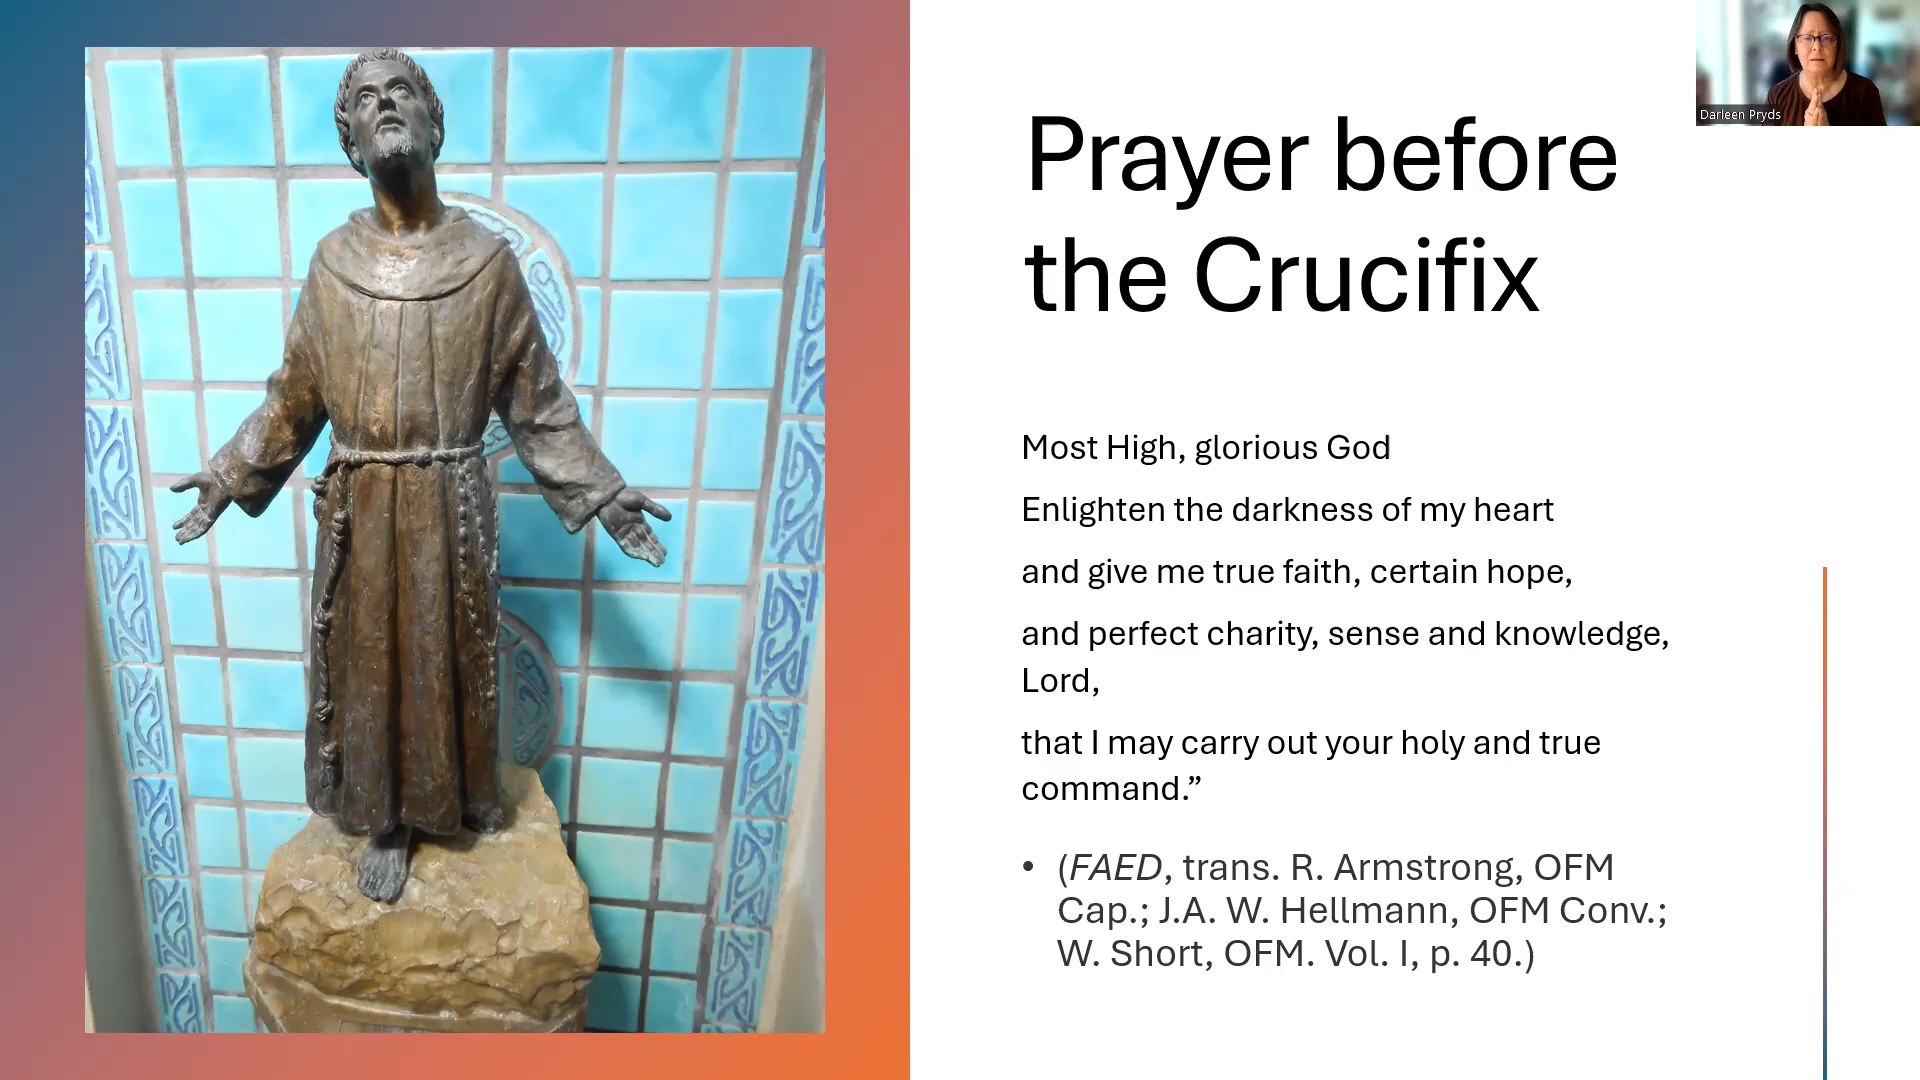 Prayer before
the Crucifix
Most High, glorious God
Enlighten the darkness of my heart
and give me true faith, certain hope,
and perfect charity, sense and knowledge,
Lord,
that I may carry out your holy and true
command.”
• (FAED, trans. R. Armstrong, OFM
Cap.; J.A. W. Hellmann, OFM Conv.;
W. Short, OFM. Vol. I, p. 40.)
Darleen Pryds